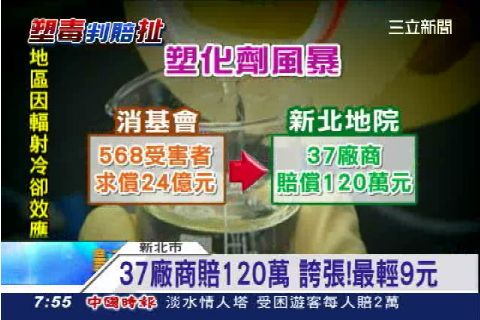 塑毒判賠扯
三立新聞
塑化劑風暴
地區因輻射冷卻效應
消基會
568受害者
求償24億元
新北地院
37廠商
賠償120萬元
新北市
37廠商賠120萬 誇張!最輕9元
7:55 中國時報 淡水情人塔 受困遊客每人賠2萬